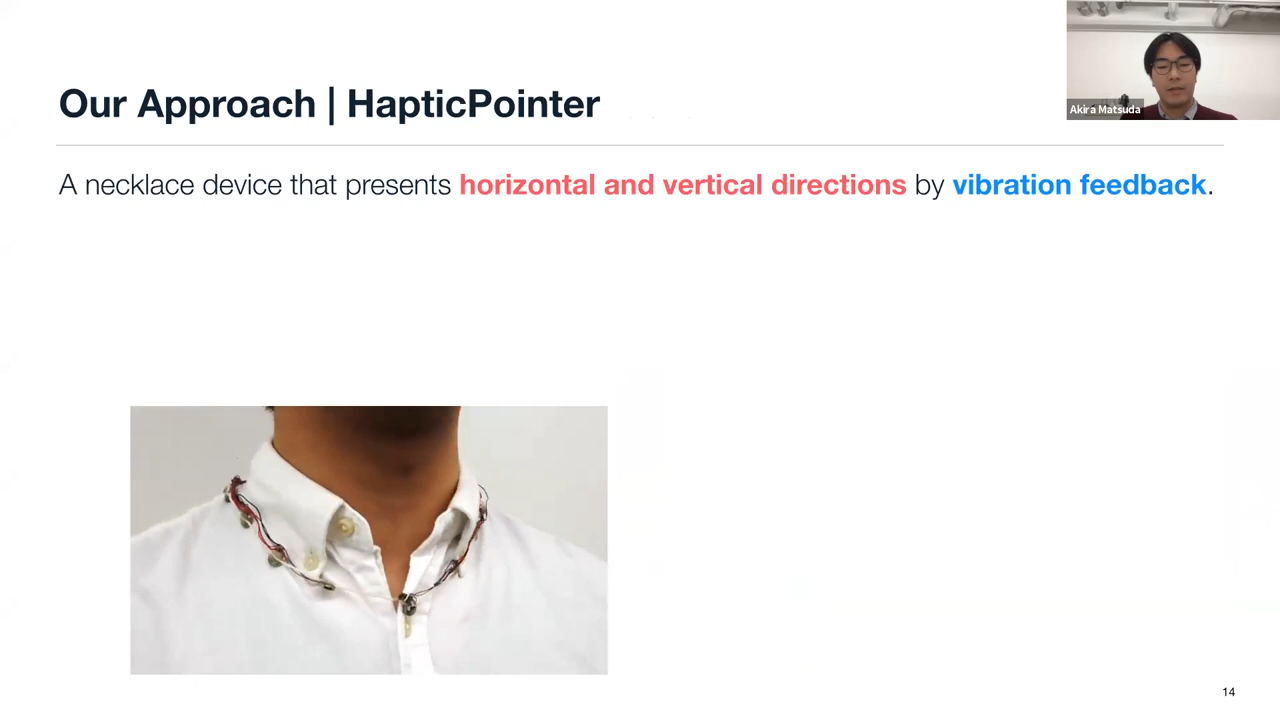 Our Approach | HapticPointer
Akira Matsuda
A necklace device that presents horizontal and vertical directions by vibration feedback.
14